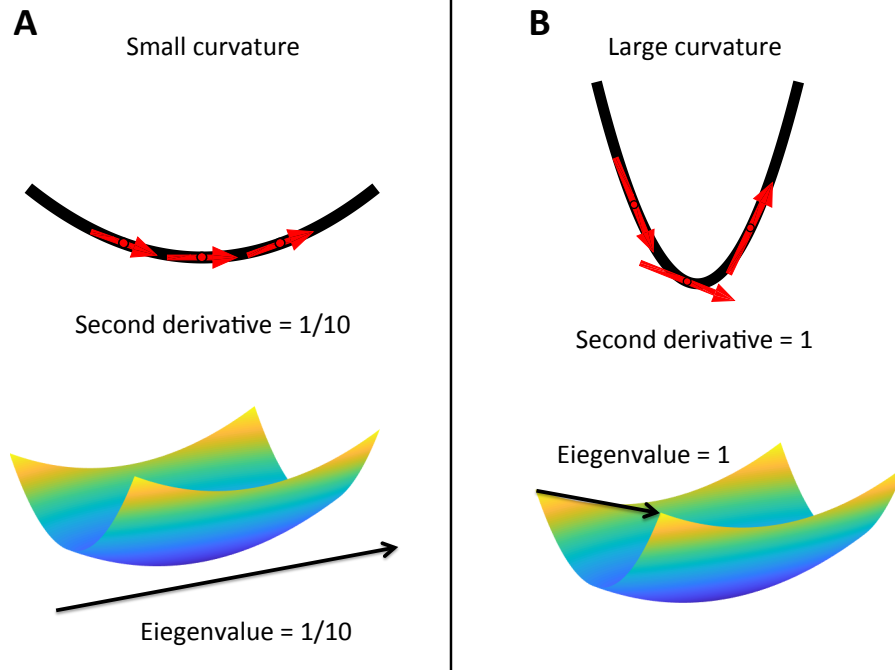 A
Small curvature
Second derivative = 1/10
Eiegenvalue = 1/10
B
Large curvature
Second derivative = 1
Eiegenvalue = 1